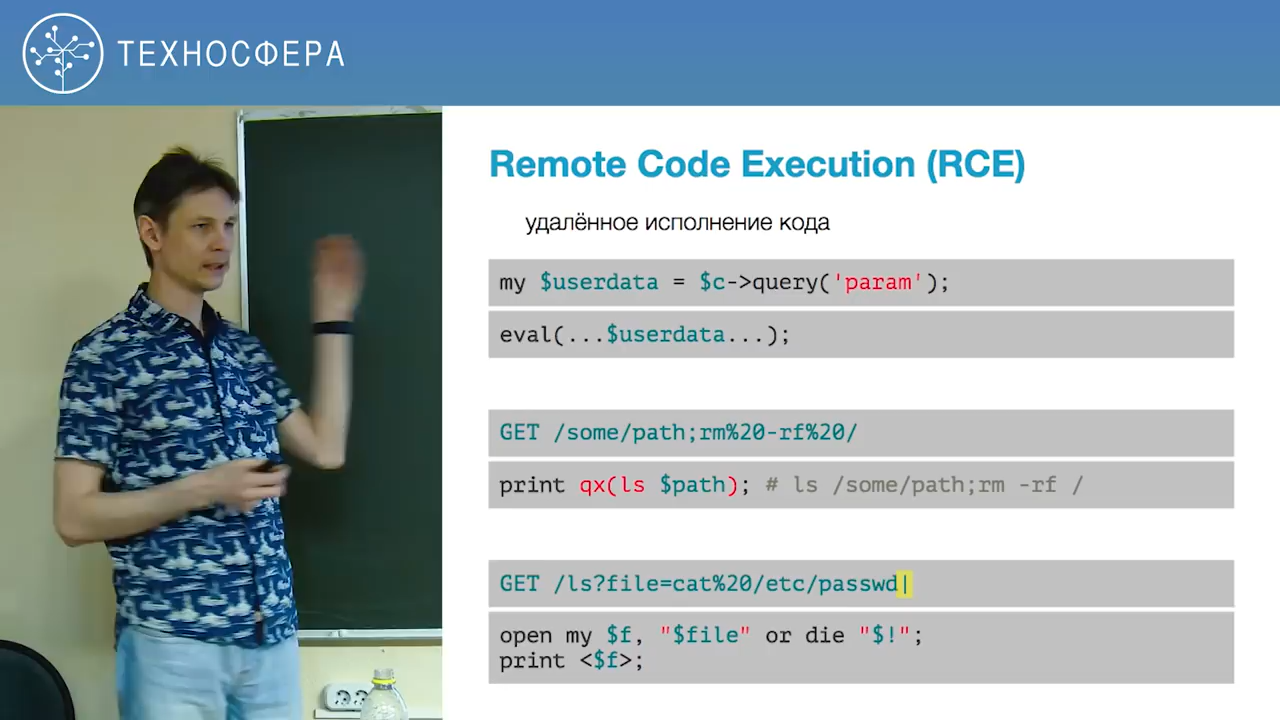 ТЕХНОСФЕРА
Remote Code Execution (RCE)
удалённое исполнение кода
my $userdata = $c->query('param');
eval(...$userdata...);
GET /some/path;rm%20-rf%20/
print qx(ls $path); # ls /some/path;rm -rf /
GET /ls?file=cat%20/etc/passwd|
open my $f, "$file" or die "$!";
print <$f>;